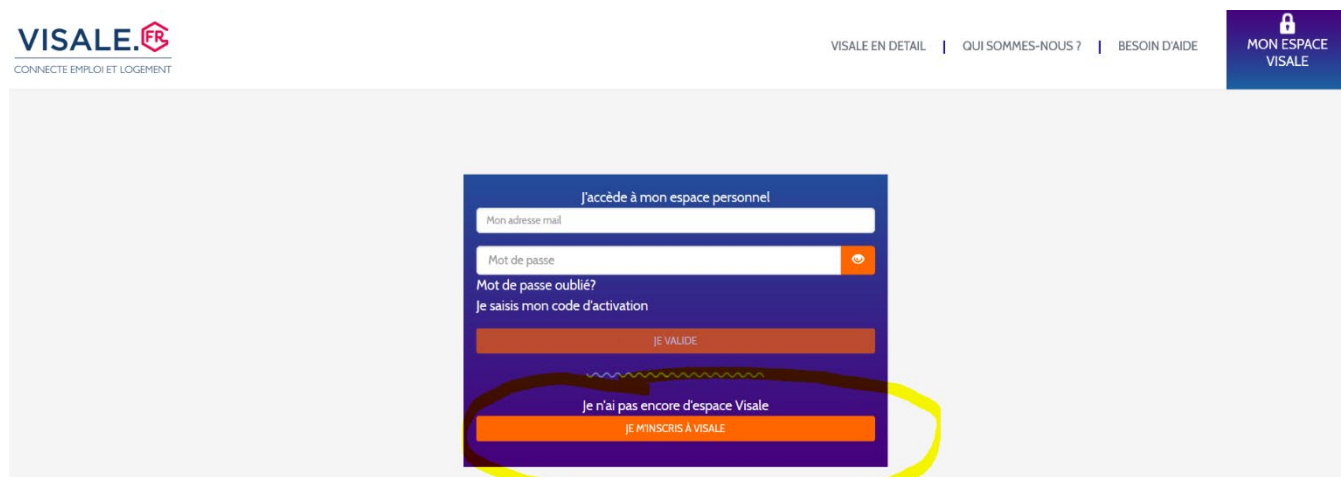 VISALE.FR
CONNECTE EMPLOI ET LOGEMENT
VISALE EN DETAIL | QUI SOMMES-NOUS ? | BESOIN D'AIDE
MON ESPACE
VISALE
J'accède à mon espace personnel
Mon adresse mail
Mot de passe
Mot de passe oublié?
Je saisis mon code d'activation
JE VALIDE
Je n'ai pas encore d'espace Visale
JE M'INSCRIS À VISALE